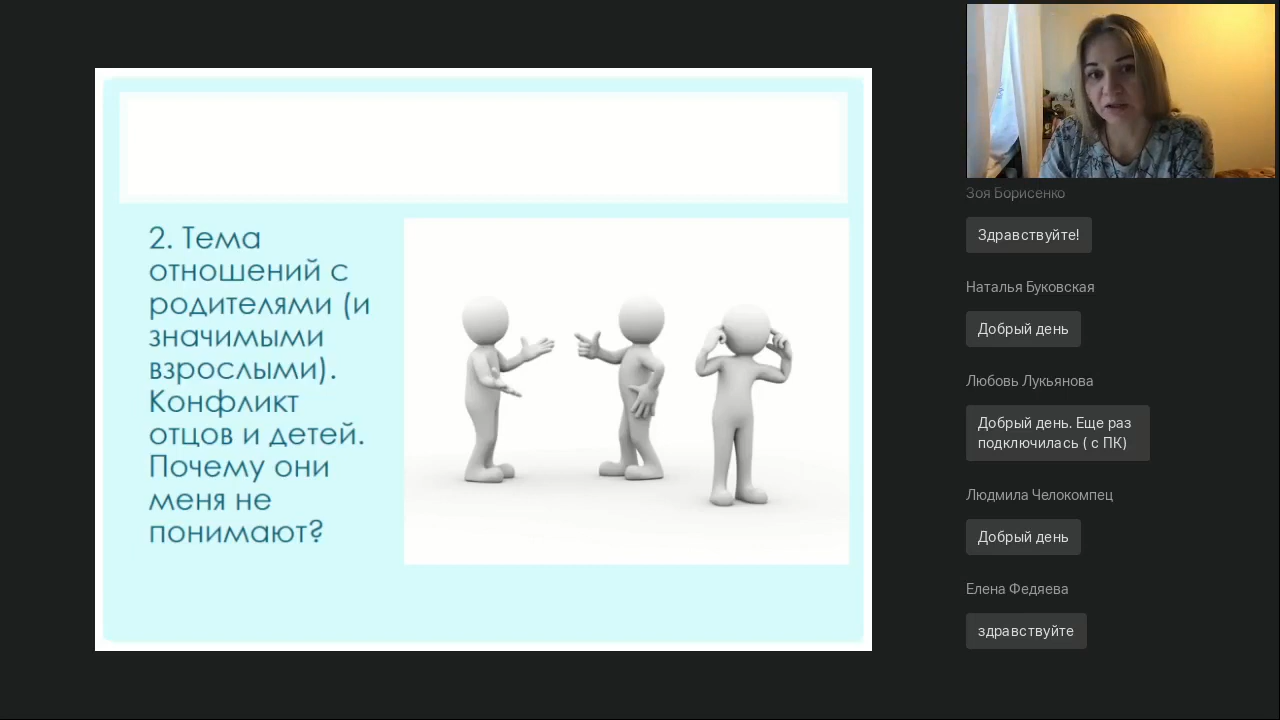 2. Тема
отношений с
родителями (и
значимыми
взрослыми).
Конфликт
отцов и детей.
Почему они
меня не
понимают?
Зоя Борисенко
Здравствуйте!
Наталья Буковская
Добрый день
Любовь Лукьянова
Добрый день. Еще раз
подключилась ( с ПК)
Людмила Челокомпец
Добрый день
Елена Федяева
здравствуйте